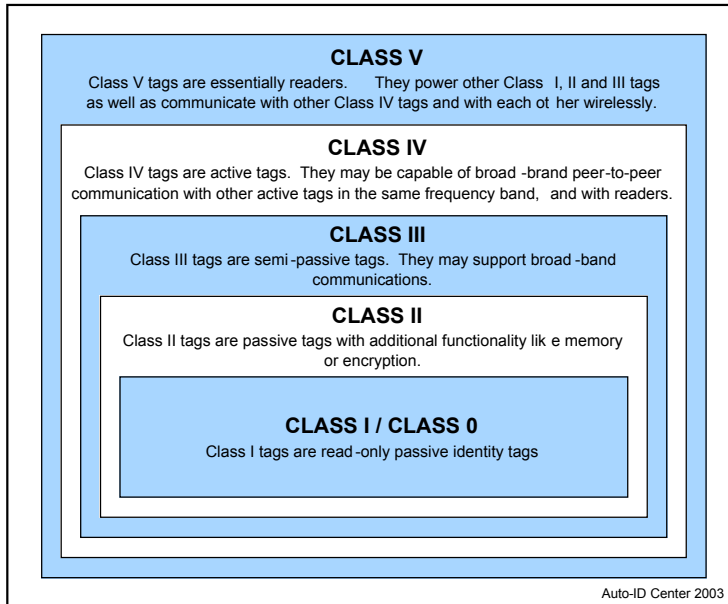 CLASS V
Class V tags are essentially readers. They power other Class I, II and III tags
as well as communicate with other Class IV tags and with each ot her wirelessly.
CLASS IV
Class IV tags are active tags. They may be capable of broad -brand peer-to-peer
communication with other active tags in the same frequency band, and with readers.
CLASS III
Class III tags are semi -passive tags. They may support broad -band
communications.
CLASS II
Class II tags are passive tags with additional functionality lik e memory
or encryption.
CLASS I / CLASS 0
Class I tags are read -only passive identity tags
Auto-ID Center 2003